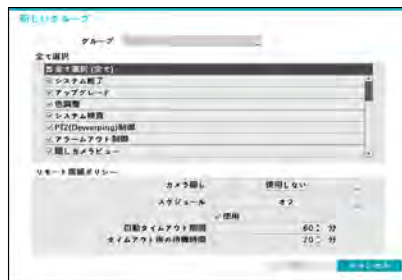 新しいグループ
グループ
全て選択
全て選択 (全て)
システム終了
アップグレード
色調整
システム検査
PTZ(Dewarping)制御
アラームアウト制御
隠しカメラビュー
リモート接続ポリシー
カメラ隠し 使用しない
スケジュール オフ
使用
自動タイムアウト期間 60 分
タイムアウト後の待機時間 20 分